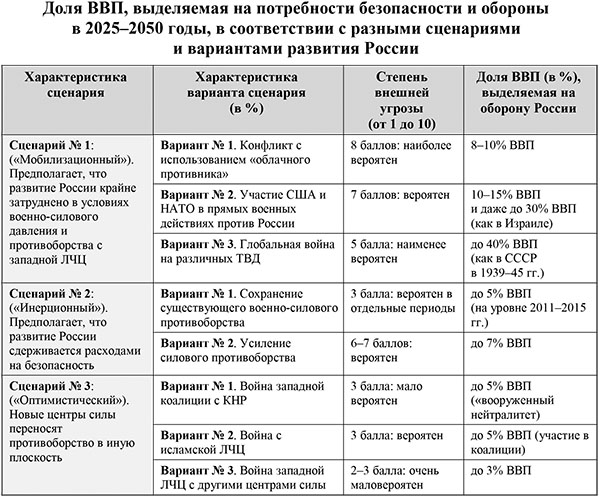 Доля ВВП, выделяемая на потребности безопасности и обороны
в 2025–2050 годы, в соответствии с разными сценариями
и вариантами развития России
Характеристика
сценария
Характеристика
варианта сценария
(в %)
Степень
внешней
угрозы
(от 1 до 10)
Доля ВВП (в %),
выделяемая на
оборону России
Сценарий № 1:
(«Мобилизационный»).
Предполагает, что
развитие России крайне
затруднено в условиях
военно-силового
давления и
противоборства с
западной ЛЧЦ
Вариант № 1. Конфликт с
использованием «облачного
противника»
8 баллов: наиболее
вероятен
8–10% ВВП
Вариант № 2. Участие США и
НАТО в прямых военных
действиях против России
7 баллов: вероятен
10–15% ВВП
и даже до 30% ВВП
(как в Израиле)
Вариант № 3. Глобальная война
на различных ТВД
5 балла: наименее
вероятен
до 40% ВВП
(как в СССР
в 1939–45 гг.)
Сценарий № 2:
(«Инерционный»).
Предполагает, что
развитие России
сдерживается расходами
на безопасность
Вариант № 1. Сохранение
существующего военно-силового
противоборства
3 балла: вероятен в
отдельные периоды
до 5% ВВП
(на уровне 2011–2015
гг.)
Вариант № 2. Усиление
силового противоборства
6–7 баллов:
вероятен
до 7% ВВП
Сценарий № 3:
(«Оптимистический»).
Новые центры силы
переносят
противоборство в иную
плоскость
Вариант № 1. Война западной
коалиции с КНР
3 балла: мало
вероятен
до 5% ВВП
(«вооруженный
нейтралитет)
Вариант № 2. Война с
исламской ЛЧЦ
3 балла: вероятен
до 5% ВВП (участие в
коалиции)
Вариант № 3. Война западной
ЛЧЦ с другими центрами силы
2–3 балла: очень
маловероятен
до 3% ВВП